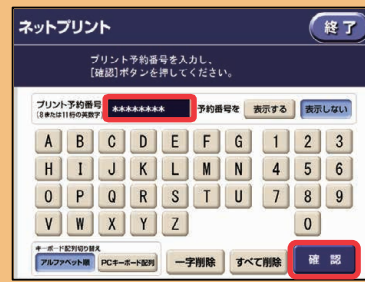 ネットプリント
終了
プリント予約番号を入力し、
［確認］ボタンを押してください。
プリント予約番号 ******** 予約番号を 表示する 表示しない
［8または11桁の英数字］
A B C D E F G 1 2 3
H I J K L M N 4 5 6
O P Q R S T U 7 8 9
V W X Y Z 0
キーボード配列切り替え
アルファベット順 PCキーボード配列 一字削除 すべて削除 確認